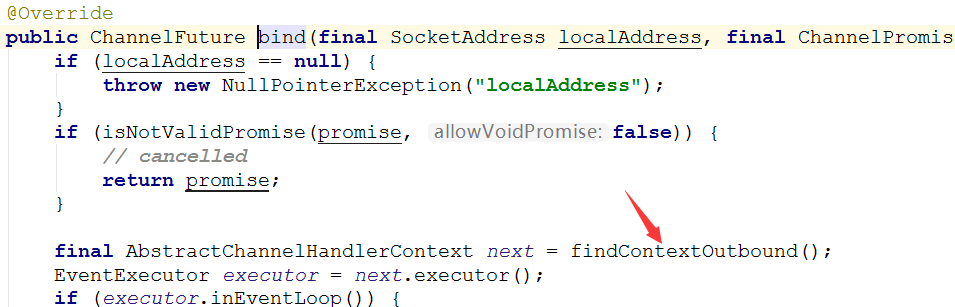 @Override
public ChannelFuture bind(final SocketAddress localAddress, final ChannelPromis
if (localAddress == null) {
throw new NullPointerException("localAddress");
}
if (isNotValidPromise(promise, allowVoidPromise: false)) {
// cancelled
return promise;
}
final AbstractChannelHandlerContext next = findContextOutbound();
EventExecutor executor = next.executor();
if (executor.inEventLoop()) {